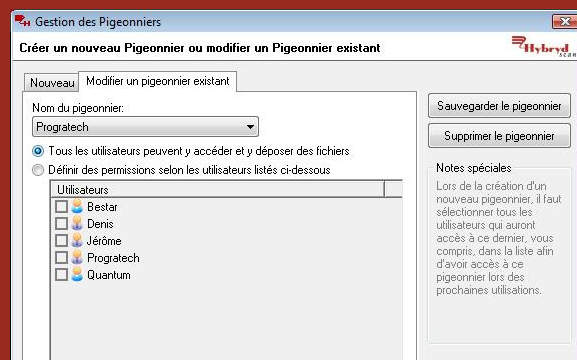 Gestion des Pigeonniers
Créer un nouveau Pigeonnier ou modifier un Pigeonnier existant
Hybryd
scan
Nouveau
Modifier un pigeonnier existant
Nom du pigeonnier:
Progratech
Tous les utilisateurs peuvent y accéder et y déposer des fichiers
Définir des permissions selon les utilisateurs listés ci-dessous
Utilisateurs
Bestar
Denis
Jérôme
Progratech
Quantum
Sauvegarder le pigeonnier
Supprimer le pigeonnier
Notes spéciales
Lors de la création d'un
nouveau pigeonnier, il faut
sélectionner tous les
utilisateurs qui auront
accès à ce dernier, vous
compris, dans la liste afin
d'avoir accès à ce
pigeonnier lors des
prochaines utilisations.